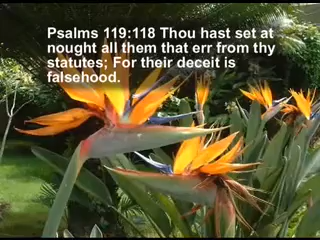 Psalms 119:118 Thou hast set at
nought all them that err from thy
statutes; For their deceit is
falsehood.